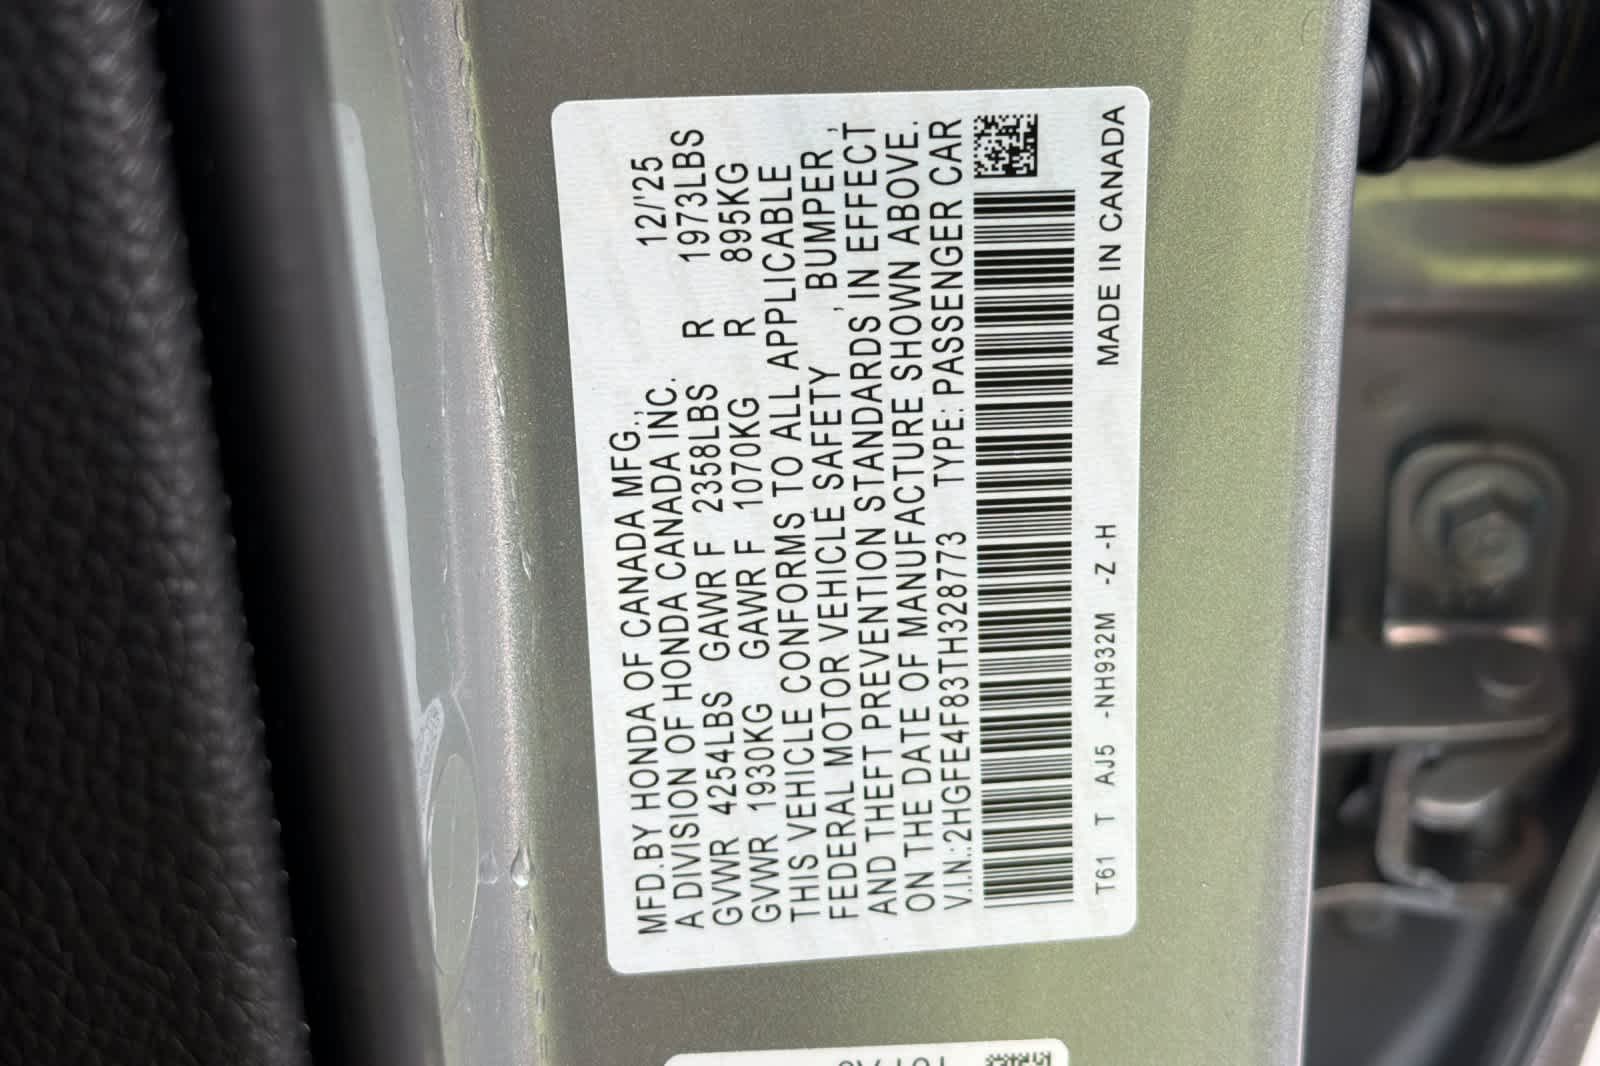 MFD.BY HONDA OF CANADA MFG., 12/'25
A DIVISION OF HONDA CANADA INC.
GVWR 4254LBS GAWR F 2358LBS R 1973LBS
GVWR 1930KG GAWR F 1070KG R 895KG
THIS VEHICLE CONFORMS TO ALL APPLICABLE
FEDERAL MOTOR VEHICLE SAFETY , BUMPER,
AND THEFT PREVENTION STANDARDS IN EFFECT
ON THE DATE OF MANUFACTURE SHOWN ABOVE.
V.I.N.:2HGFE4F83TH328773 TYPE: PASSENGER CAR
T61 T AJ5 -NH932M -Z -H MADE IN CANADA